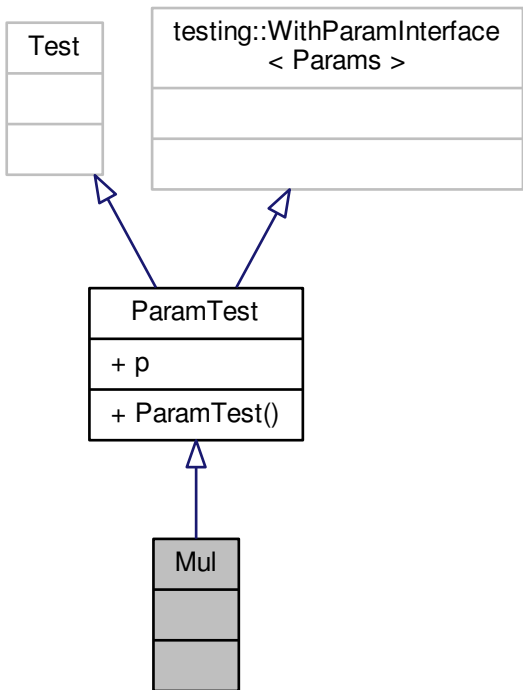 Test
testing::WithParamInterface
< Params >
ParamTest
+ p
+ ParamTest()
Mul